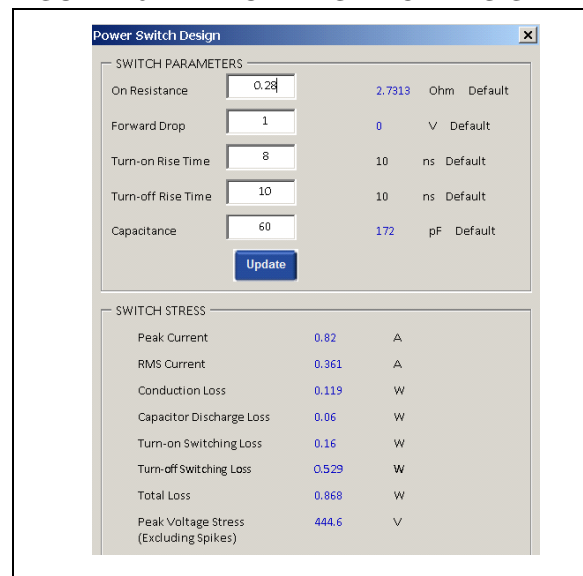 Power Switch Design
SWITCH PARAMETERS
On Resistance 0.28 2.7313 Ohm Default
Forward Drop 1 0 V Default
Turn-on Rise Time 8 10 ns Default
Turn-off Rise Time 10 10 ns Default
Capacitance 60 172 pF Default
Update
SWITCH STRESS
Peak Current 0.82 A
RMS Current 0.361 A
Conduction Loss 0.119 W
Capacitor Discharge Loss 0.06 W
Turn-on Switching Loss 0.16 W
Turn-off Switching Loss 0.529 W
Total Loss 0.868 W
Peak Voltage Stress 444.6 V
(Excluding Spikes)